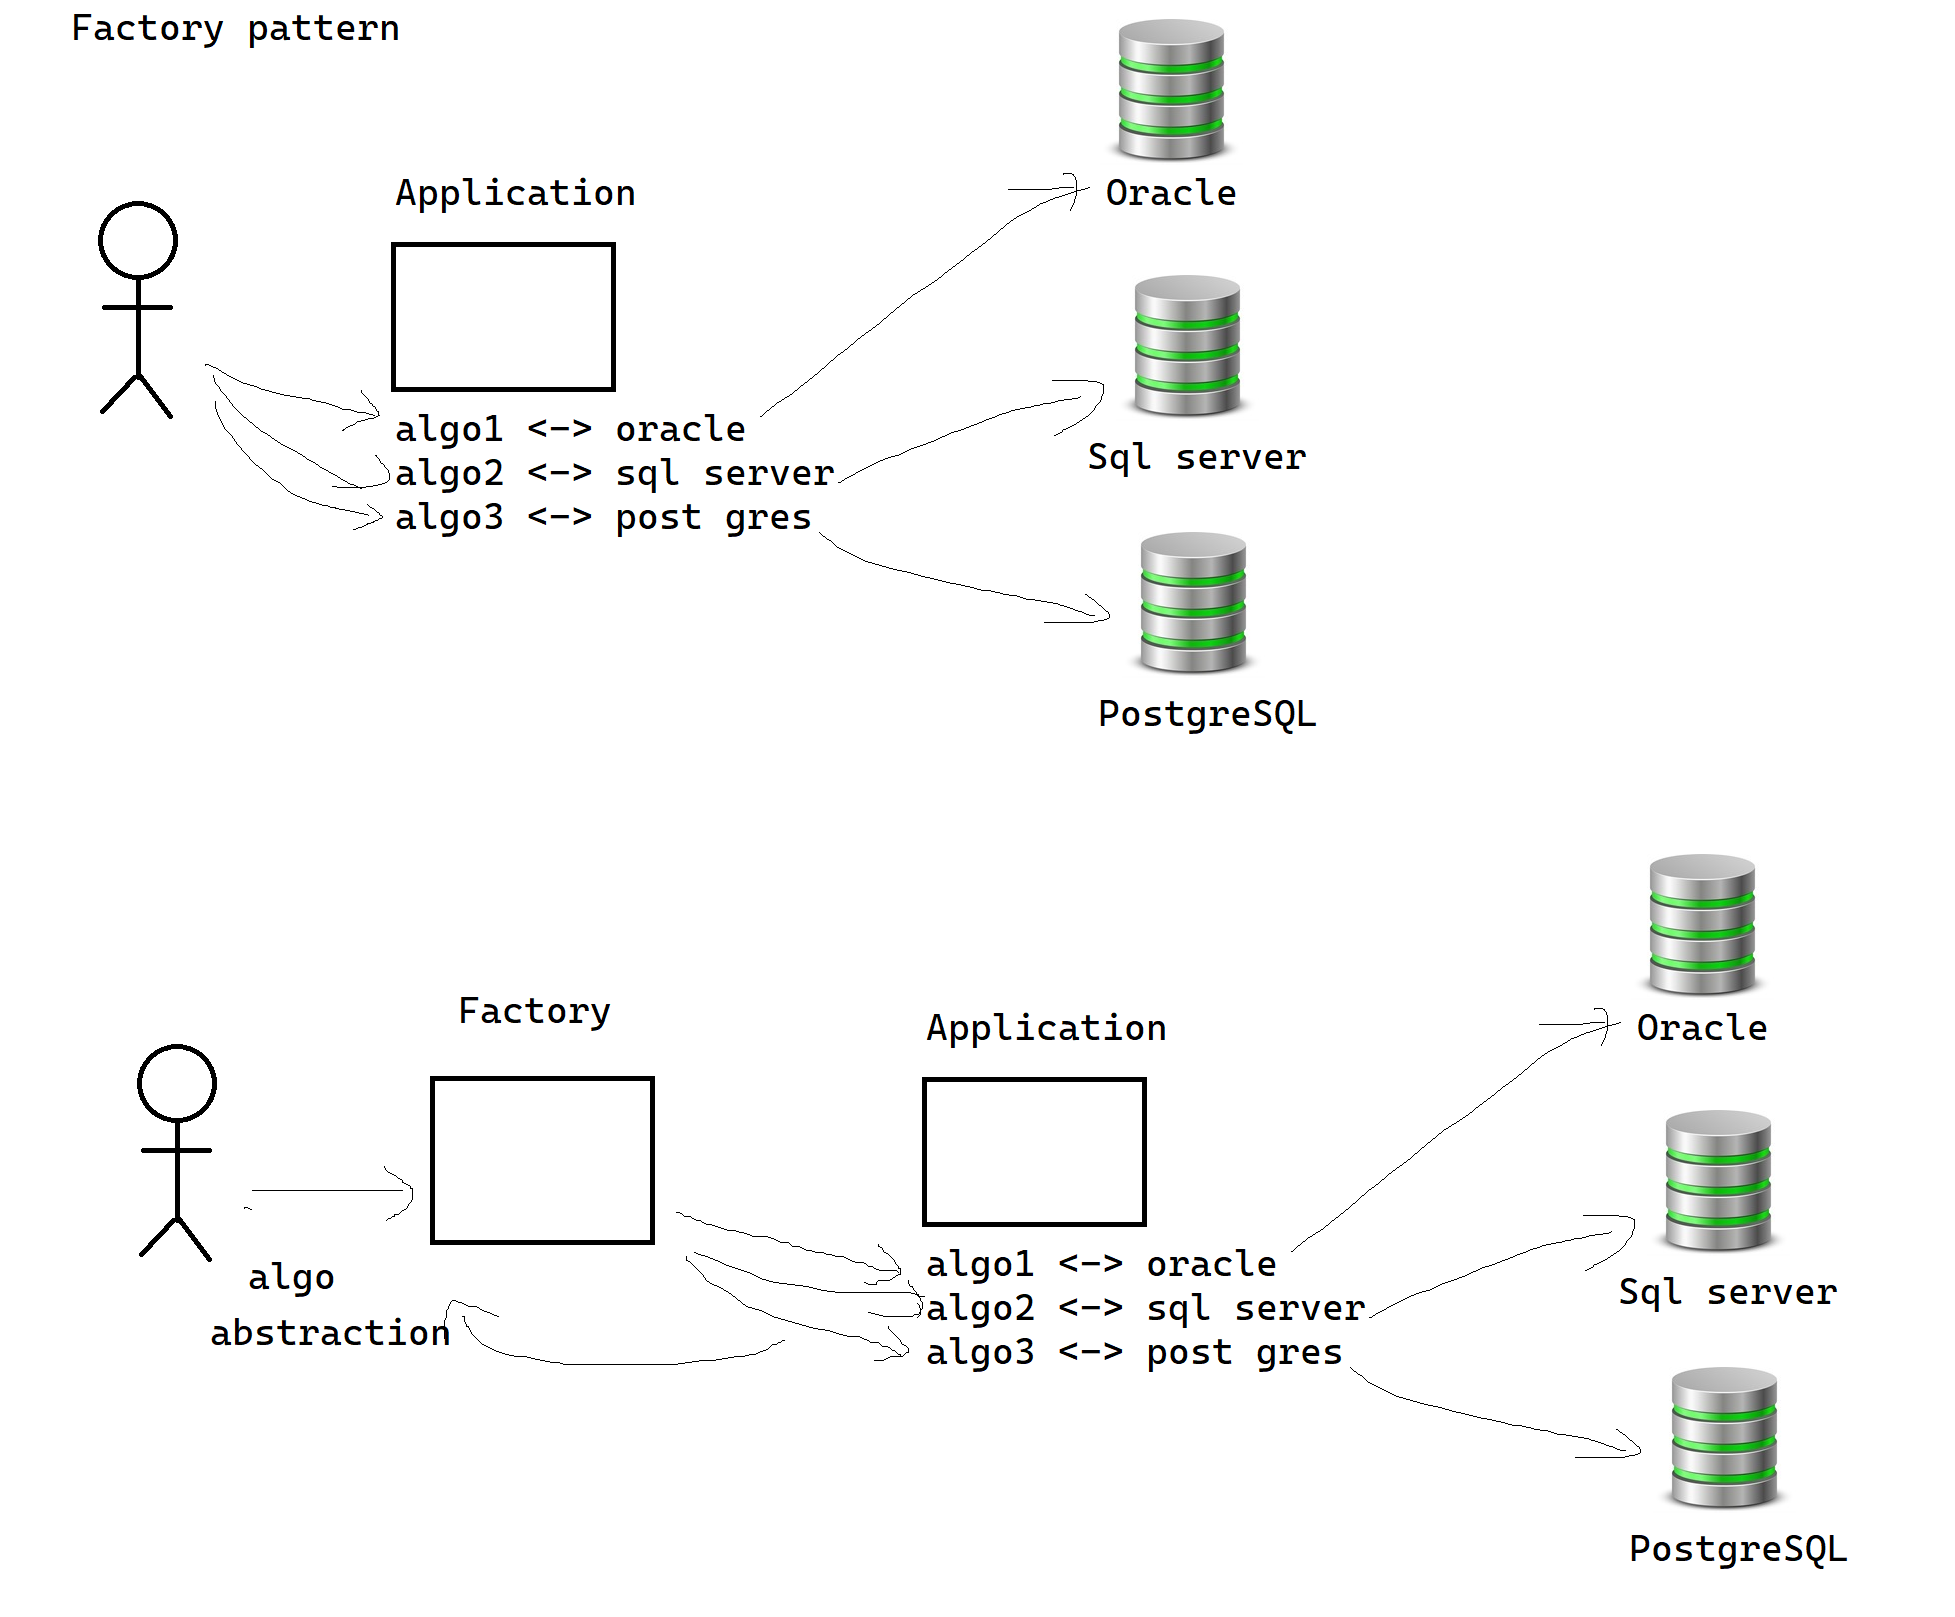 Factory pattern
Application
algo1 <-> oracle
algo2 <-> sql server
algo3 <-> post gres
Oracle
Sql server
PostgreSQL
Factory
algo
abstraction
Application
algo1 <-> oracle
algo2 <-> sql server
algo3 <-> post gres
Oracle
Sql server
PostgreSQL